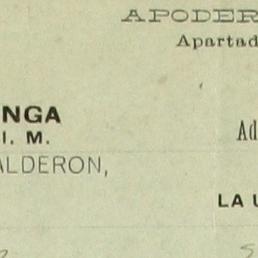 APODER
Apartad
NGA
I. M.
Ad
ALDERON,
LA U